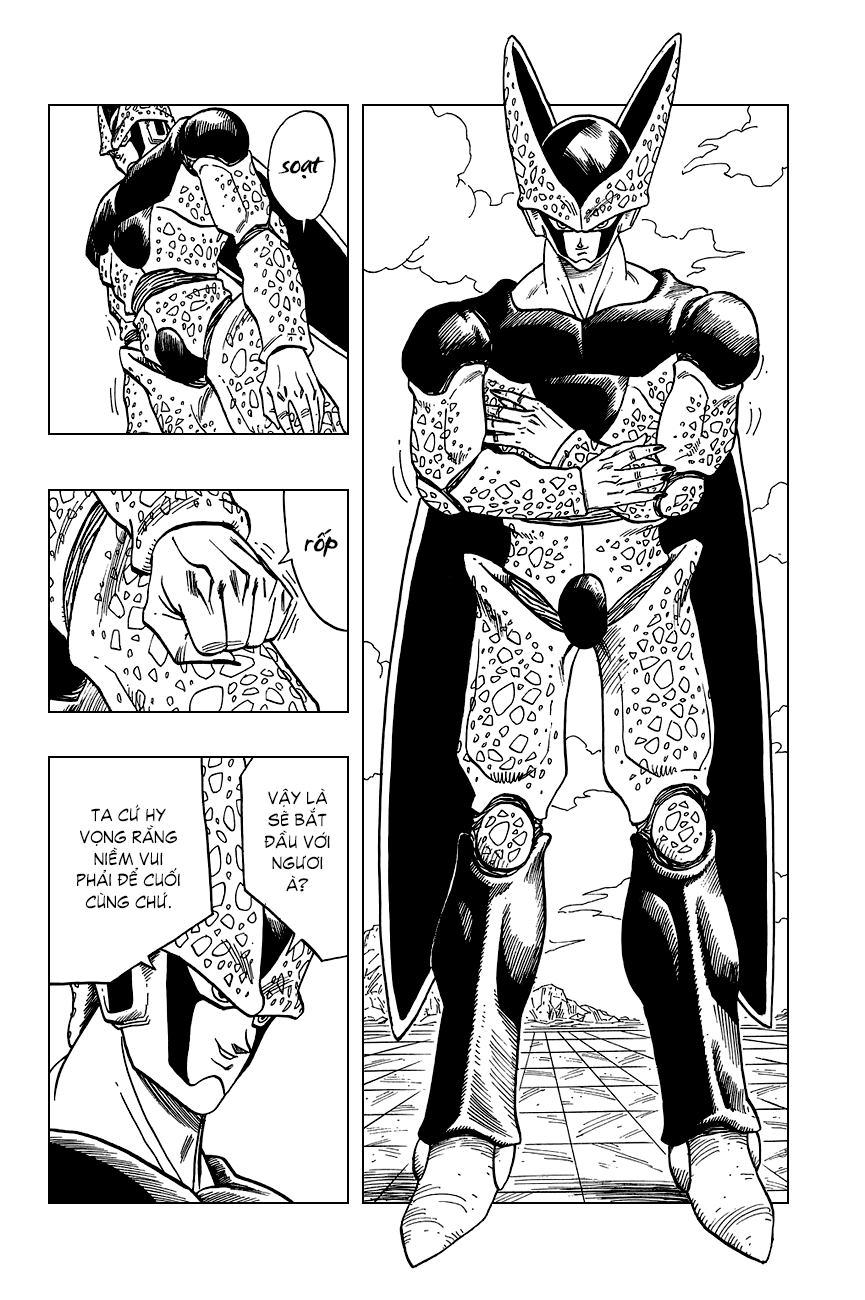 soạt
rốp
VẬY LÀ
SẼ BẮT
ĐẦU VỚI
NGƯƠI
À?
TA CỨ HY
VỌNG RẰNG
NIỀM VUI
PHẢI ĐỂ CUỐI
CÙNG CHỨ.